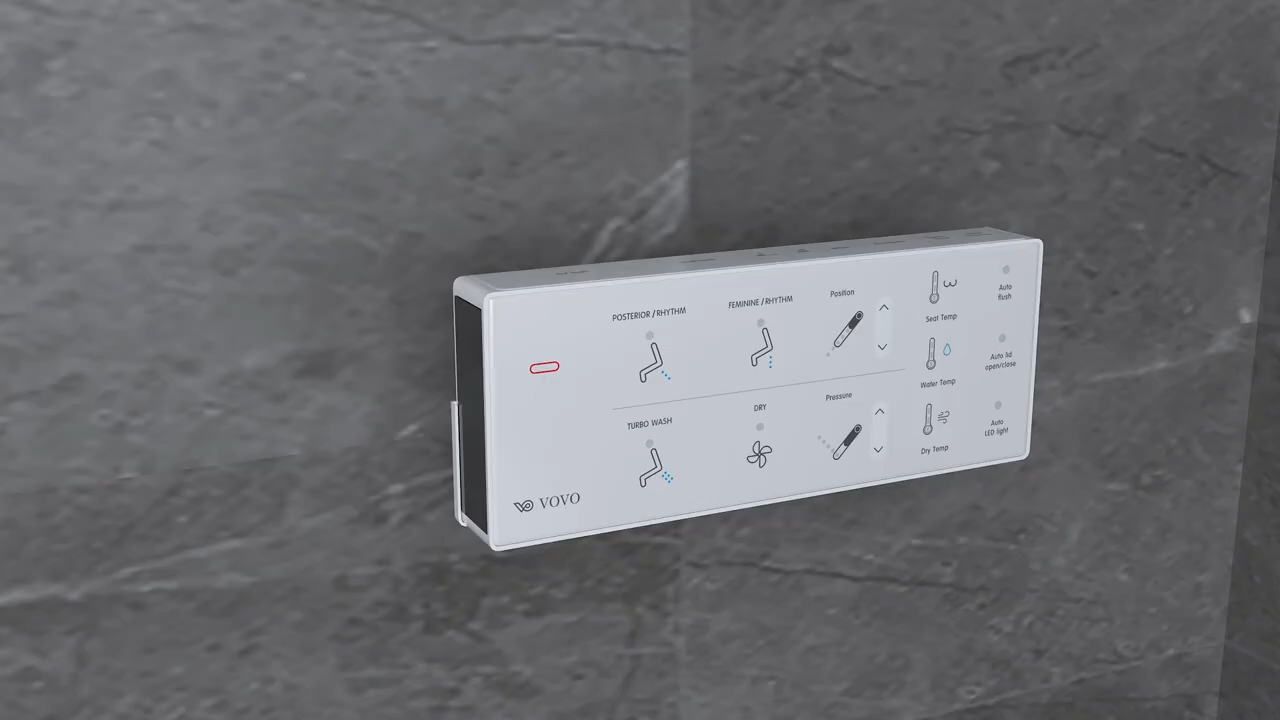 POSTERIOR / RHYTHM
FEMININE / RHYTHM
Position
Seat Temp
Auto
flush
Water Temp
Auto lid
open/close
TURBO WASH
DRY
Pressure
Dry Temp
Auto
LED light
VOVO